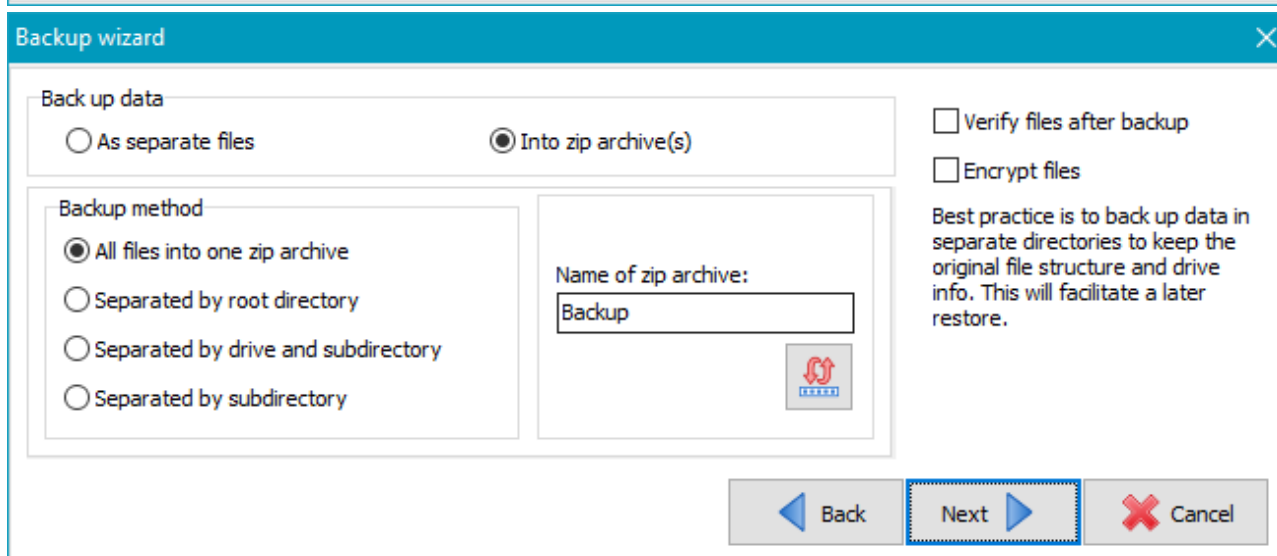 Backup wizard
Back up data
As separate files
Into zip archive(s)
Verify files after backup
Encrypt files
Backup method
All files into one zip archive
Separated by root directory
Separated by drive and subdirectory
Separated by subdirectory
Name of zip archive:
Backup
Best practice is to back up data in
separate directories to keep the
original file structure and drive
info. This will facilitate a later
restore.
Back
Next
Cancel